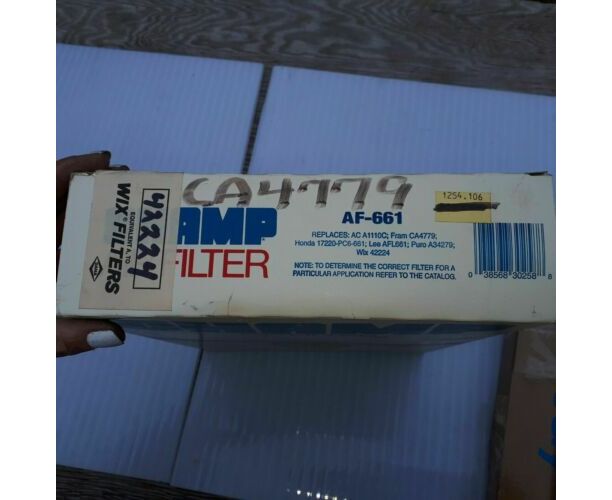 CA4779
1254.106
EQUIVALENT TO
WIX® FILTERS
42224
AMP
FILTER
AF-661
REPLACES: AC A1110C; Fram CA4779;
Honda 17220-PC6-661; Lee AFL661; Puro A34279;
Wix 42224
NOTE: TO DETERMINE THE CORRECT FILTER FOR A
PARTICULAR APPLICATION REFER TO THE CATALOG.
0 38568 30258 8